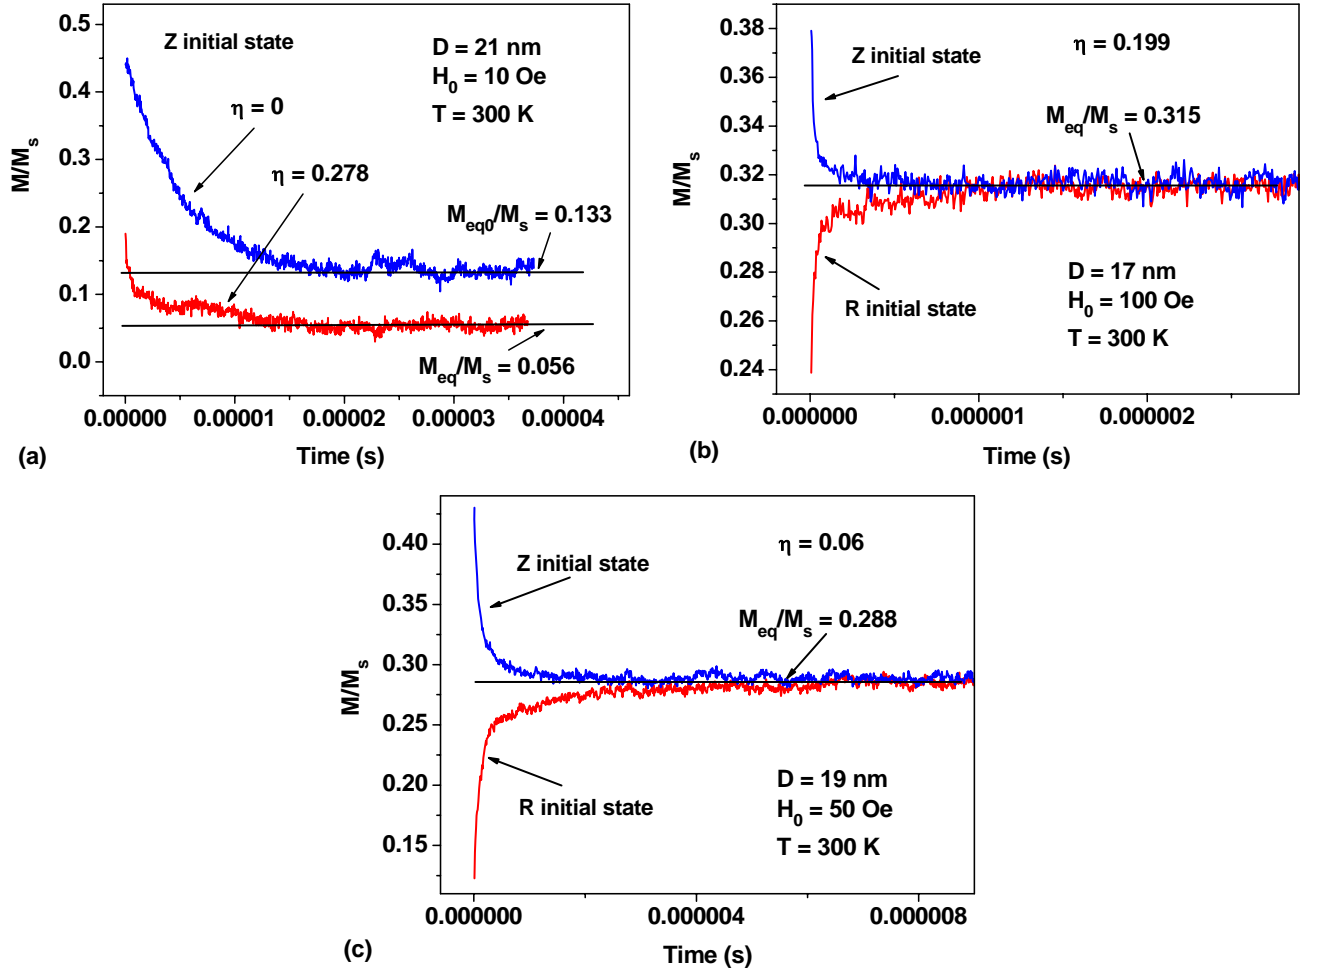 Z initial state
D = 21 nm
H0 = 10 Oe
T = 300 K
η = 0
η = 0.278
Meq0/Ms = 0.133
Meq/Ms = 0.056
M/Ms
0.5
0.4
0.3
0.2
0.1
0.0
0.00000 0.00001 0.00002 0.00003 0.00004
(a)
Time (s)
η = 0.199
Z initial state
Meq/Ms = 0.315
D = 17 nm
H0 = 100 Oe
R initial state
T = 300 K
M/Ms
0.38
0.36
0.34
0.32
0.30
0.28
0.26
0.24
0.000000 0.000001 0.000002
(b)
Time (s)
η = 0.06
Z initial state
Meq/Ms = 0.288
D = 19 nm
R initial state
H0 = 50 Oe
T = 300 K
M/Ms
0.40
0.35
0.30
0.25
0.20
0.15
0.000000 0.000004 0.000008
(c)
Time (s)